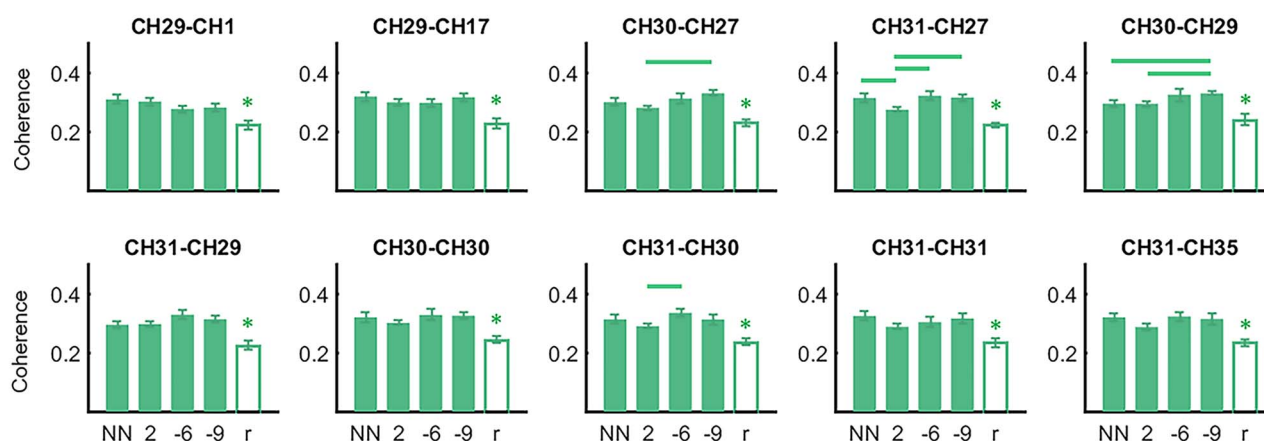 CH29-CH1 CH29-CH17 CH30-CH27 CH31-CH27 CH30-CH29
Coherence
0.4 0.4 0.4 0.4 0.4
* * * * *
0.2 0.2 0.2 0.2 0.2
CH31-CH29 CH30-CH30 CH31-CH30 CH31-CH31 CH31-CH35
Coherence
0.4 0.4 0.4 0.4 0.4
* * * * *
0.2 0.2 0.2 0.2 0.2
NN 2 -6 -9 r NN 2 -6 -9 r NN 2 -6 -9 r NN 2 -6 -9 r NN 2 -6 -9 r